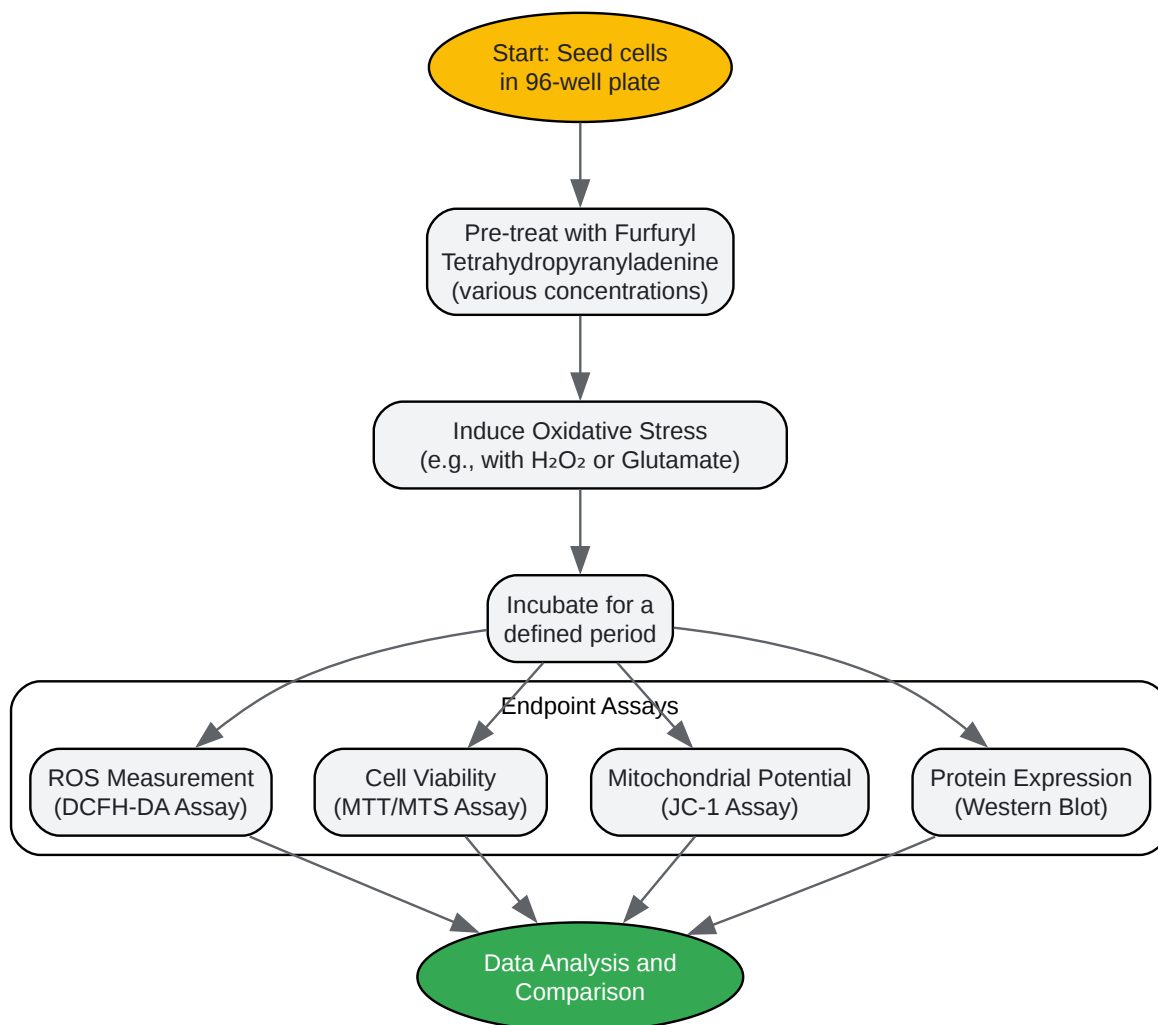 Start: Seed cells
in 96-well plate
Pre-treat with Furfuryl
Tetrahydropyranyladenine
(various concentrations)
Induce Oxidative Stress
(e.g., with H₂O₂ or Glutamate)
Incubate for a
defined period
Endpoint Assays
ROS Measurement
(DCFH-DA Assay)
Cell Viability
(MTT/MTS Assay)
Mitochondrial Potential
(JC-1 Assay)
Protein Expression
(Western Blot)
Data Analysis and
Comparison